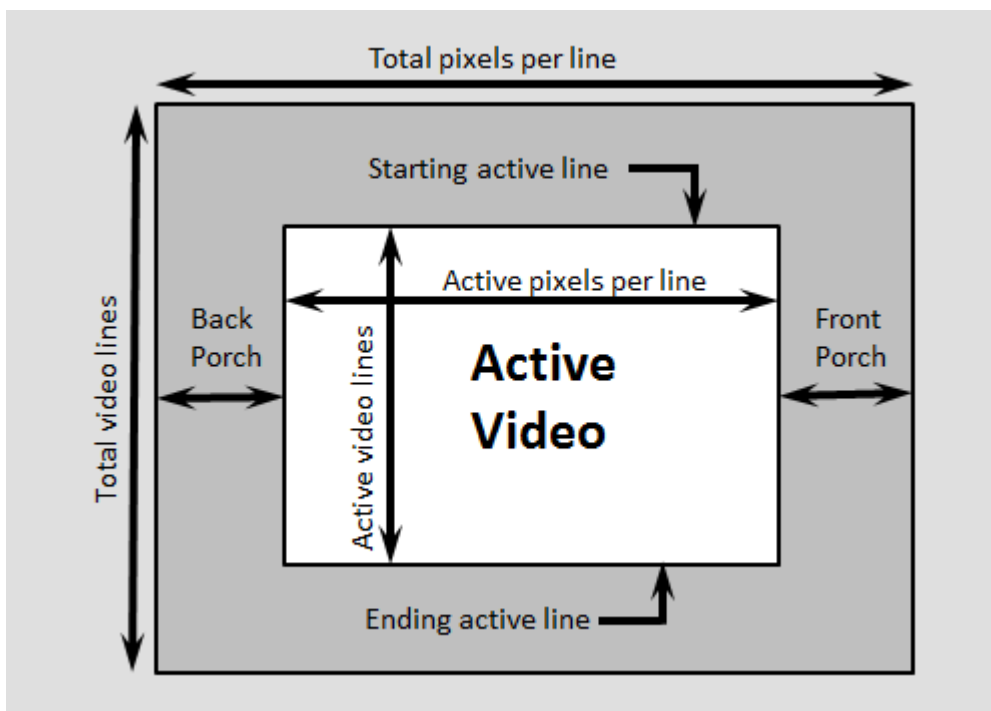 Total pixels per line
Starting active line
Active pixels per line
Back
Porch
Front
Porch
Total video lines
Active video lines
Active
Video
Ending active line